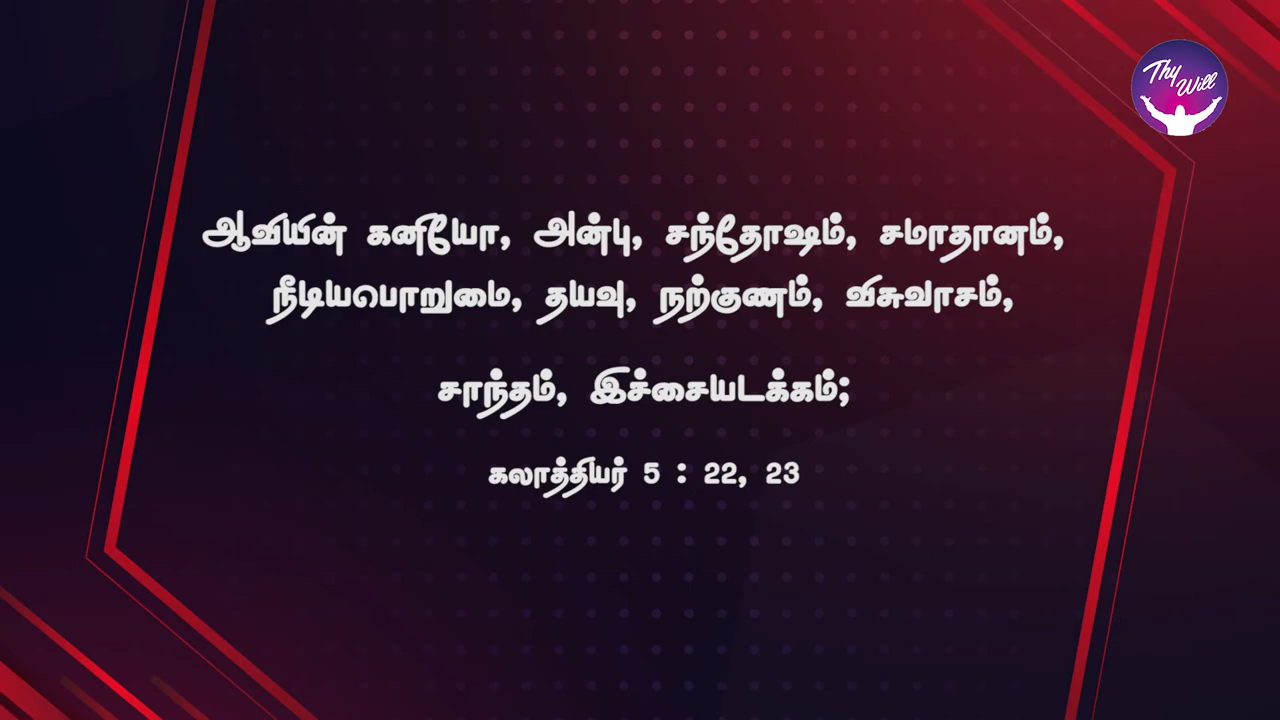 Thy Will
ஆவியின் கனியோ, அன்பு, சந்தோஷம், சமாதானம்,
நீடியபொறுமை, தயவு, நற்குணம், விசுவாசம்,
சாந்தம், இச்சையடக்கம்;
கலாத்தியர் 5 : 22, 23